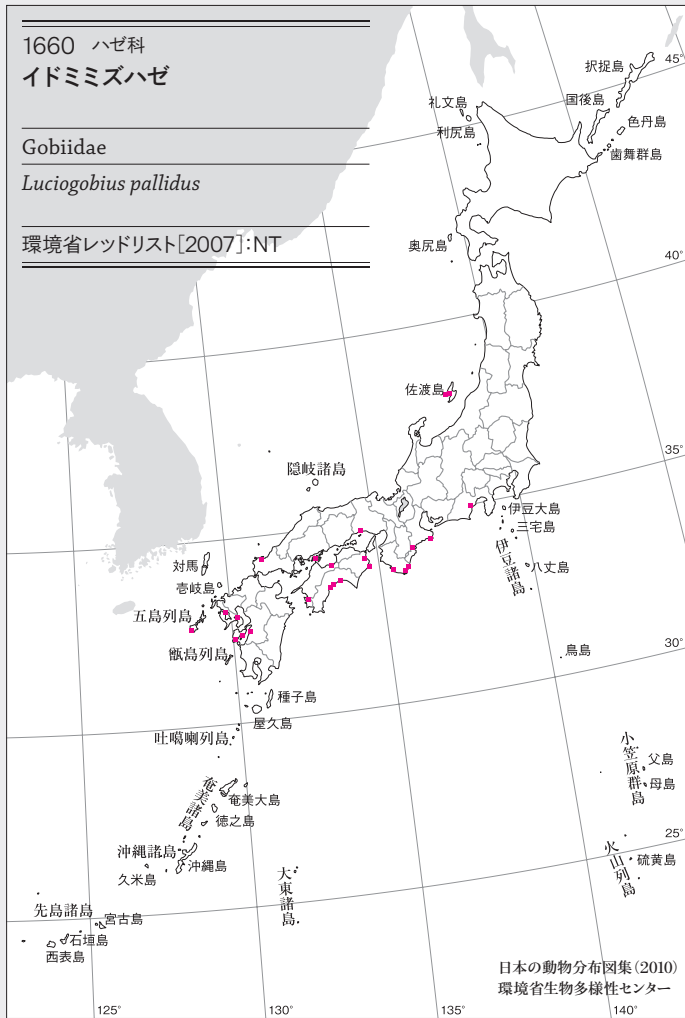 1660 ハゼ科
イドミミズハゼ
Gobiidae
Luciogobius pallidus
環境省レッドリスト[2007]:NT
45°
択捉島
国後島
礼文島
色丹島
利尻島
歯舞群島
奥尻島
40°
佐渡島
35°
隠岐諸島
伊豆大島
三宅島
伊豆諸島
八丈島
対馬
壱岐島
五島列島
甑島列島
鳥島
30°
種子島
屋久島
吐噶喇列島
小笠原群島
父島
母島
奄美諸島
奄美大島
徳之島
25°
沖縄諸島
沖縄島
久米島
火山列島
硫黄島
大東諸島
先島諸島
宮古島
石垣島
西表島
日本の動物分布図集(2010)
環境省生物多様性センター
125°
130°
135°
140°